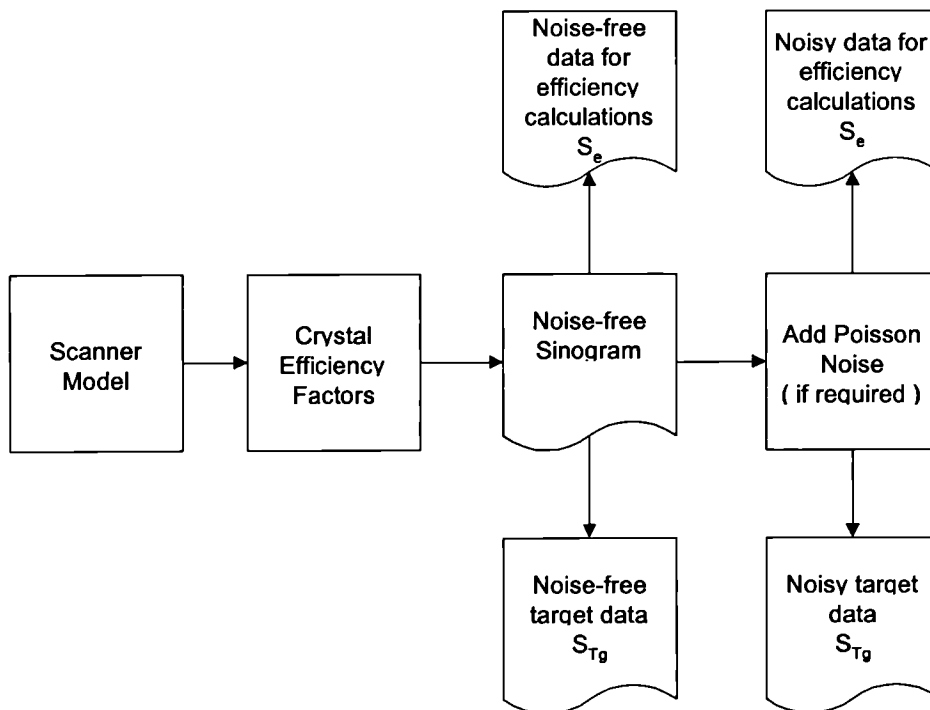 Noise-free
data for
efficiency
calculations
Se
Noisy data for
efficiency
calculations
Se
Scanner
Model
Crystal
Efficiency
Factors
Noise-free
Sinogram
Add Poisson
Noise
( if required )
Noise-free
target data
STg
Noisy target
data
STg